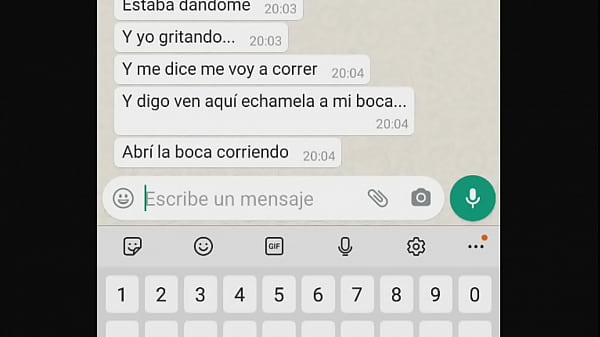 Estaba dandome 20:03
Y yo gritando... 20:03
Y me dice me voy a correr 20:04
Y digo ven aquí echamela a mi boca...
20:04
Abrí la boca corriendo 20:04
Escribe un mensaje
GIF
1 2 3 4 5 6 7 8 9 0